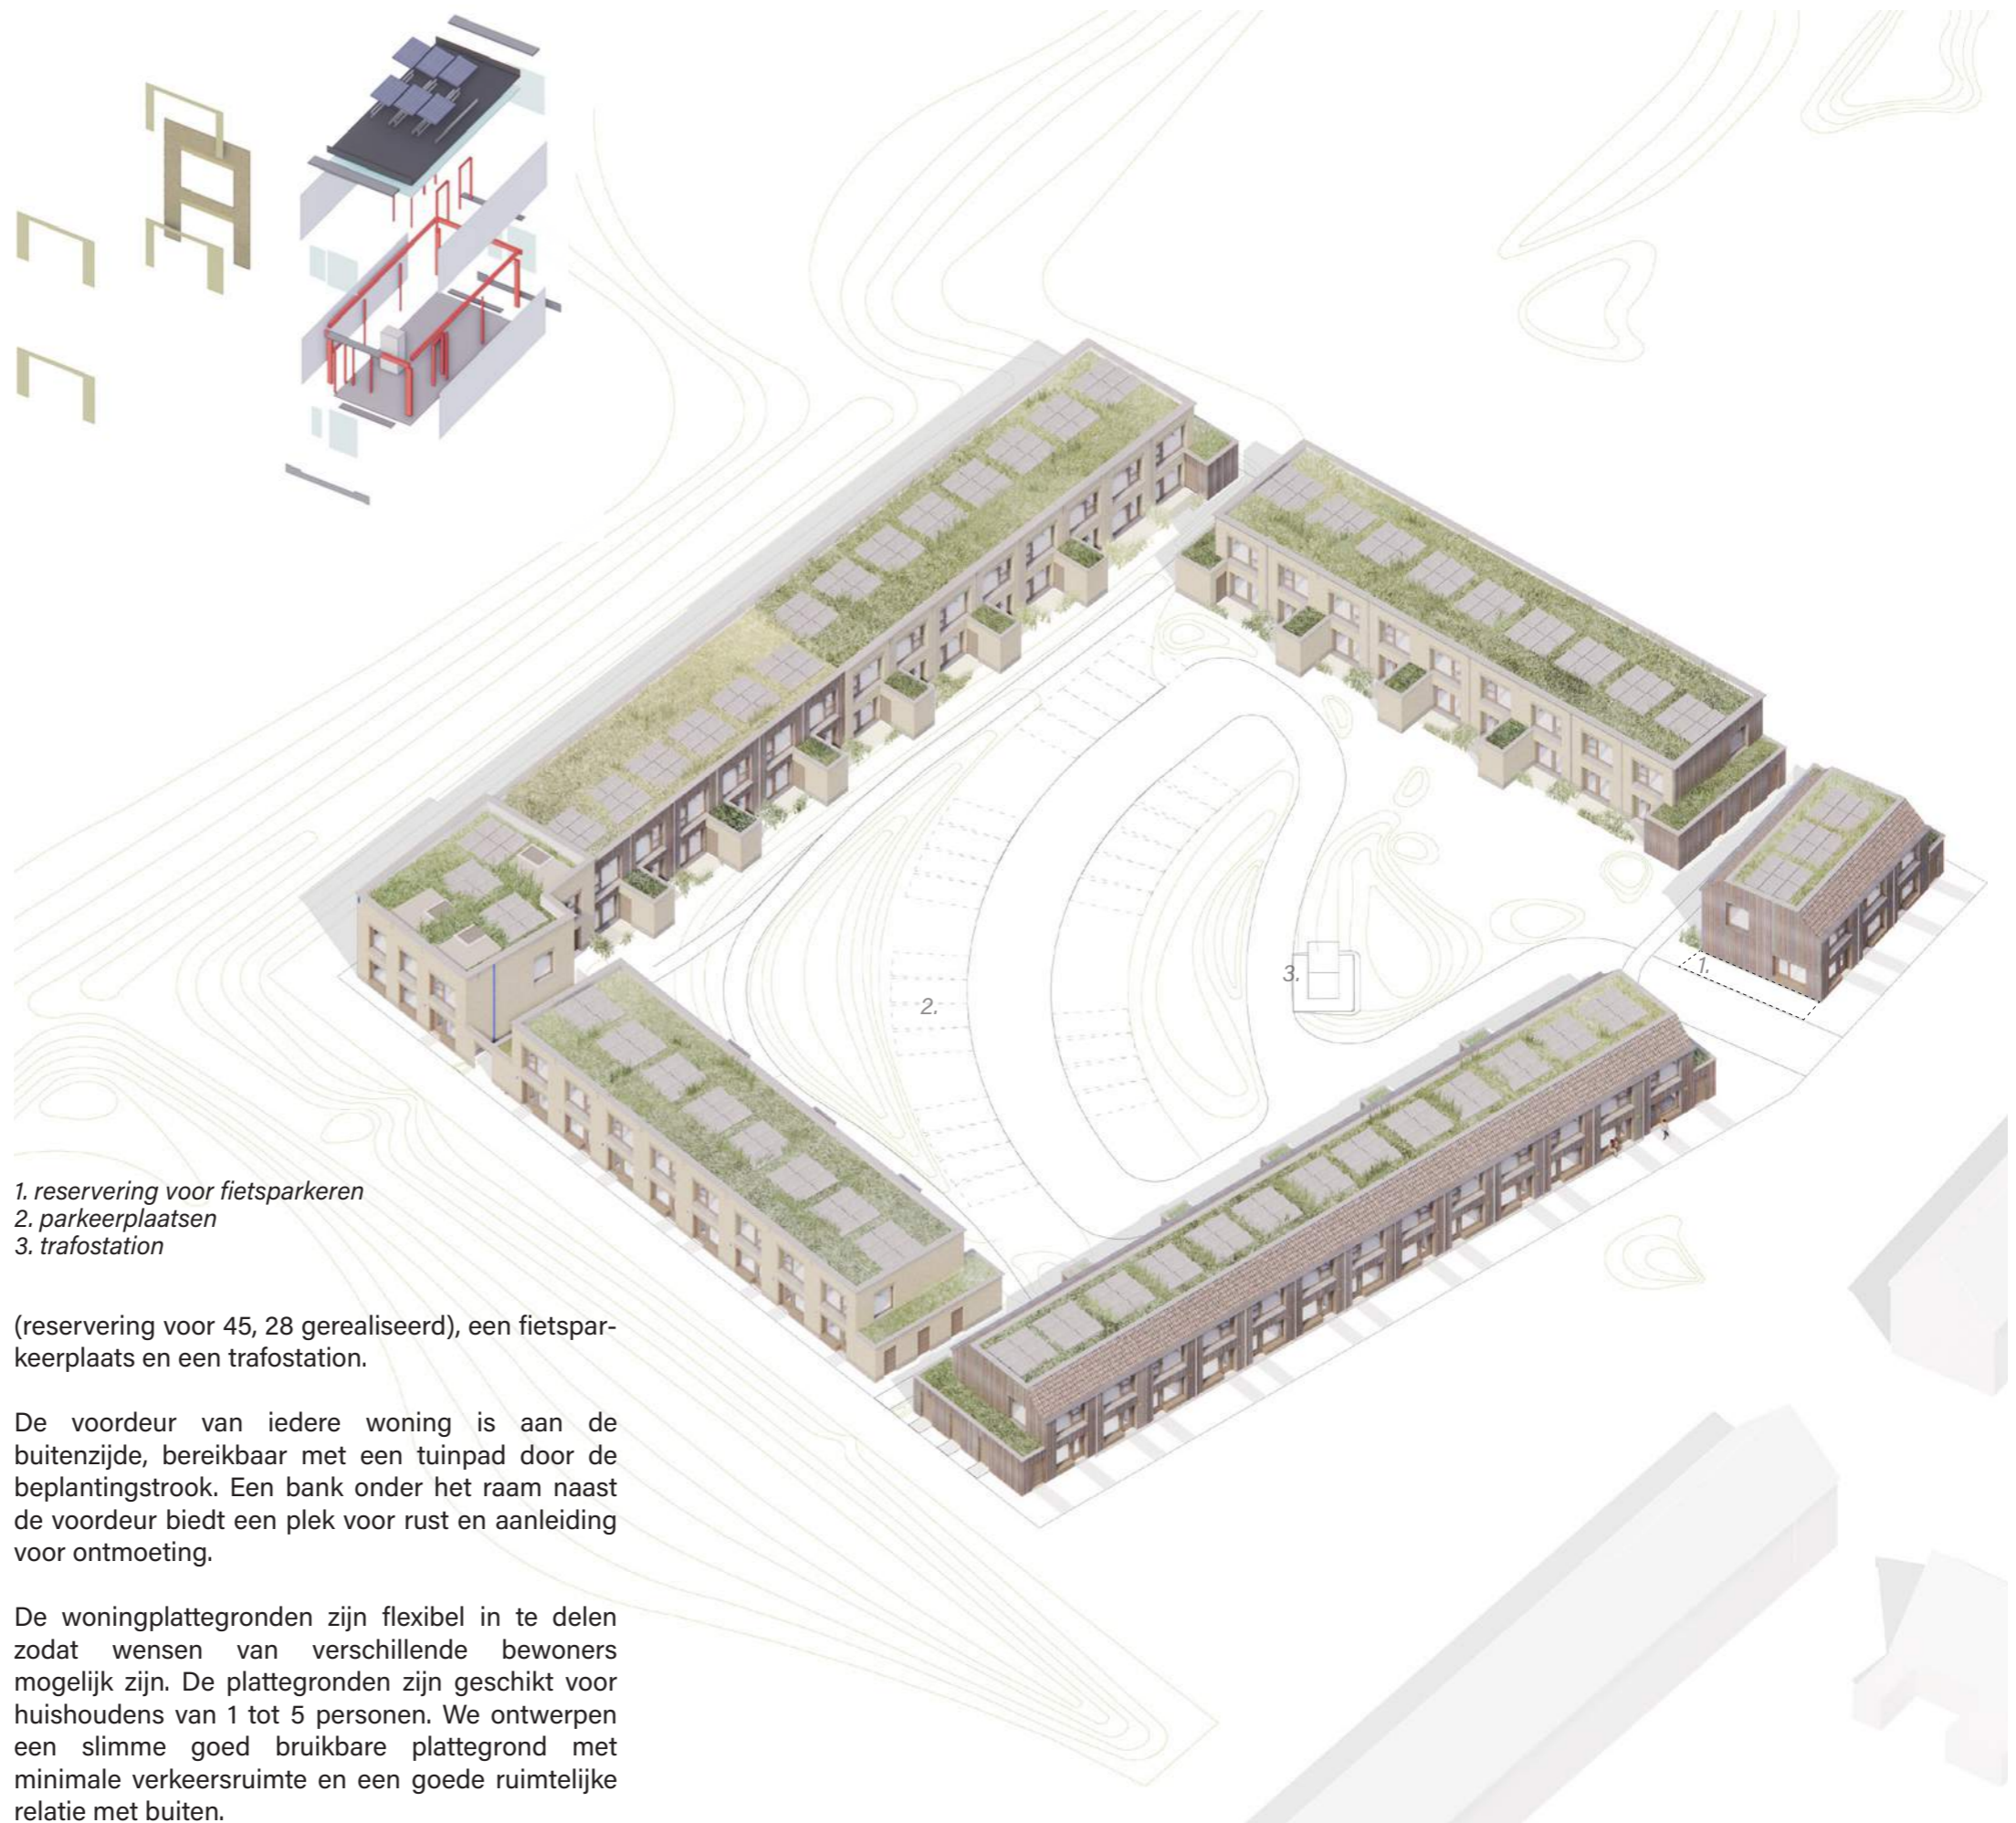 1.
2.
3.
1. reservering voor fietsparkeren
2. parkeerplaatsen
3. trafostation
(reservering voor 45, 28 gerealiseerd), een fietspar-
keerplaats en een trafostation.
De voordeur van iedere woning is aan de
buitenzijde, bereikbaar met een tuinpad door de
beplantingstrook. Een bank onder het raam naast
de voordeur biedt een plek voor rust en aanleiding
voor ontmoeting.
De woningplattegronden zijn flexibel in te delen
zodat wensen van verschillende bewoners
mogelijk zijn. De plattegronden zijn geschikt voor
huishoudens van 1 tot 5 personen. We ontwerpen
een slimme goed bruikbare plattegrond met
minimale verkeersruimte en een goede ruimtelijke
relatie met buiten.